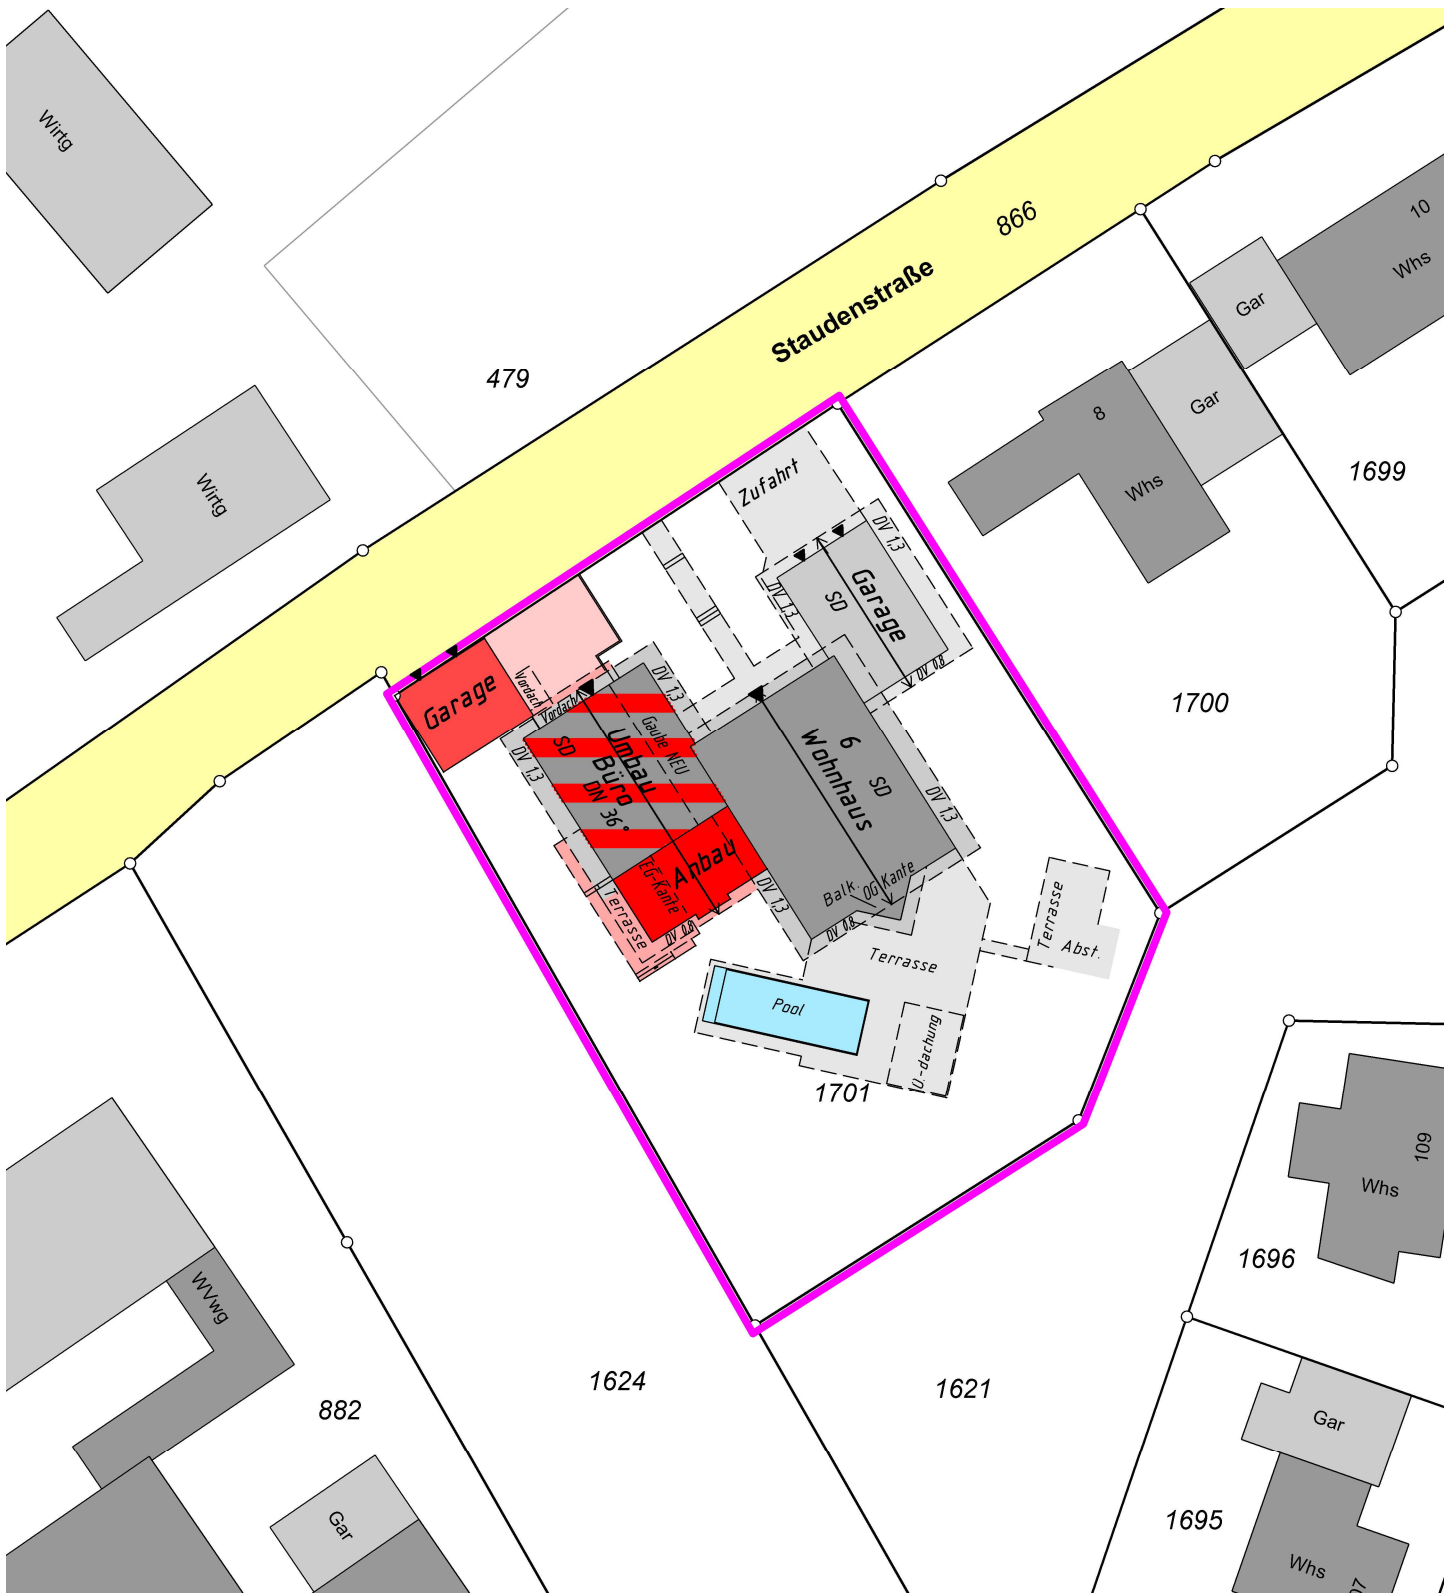 Wirtg
866
10
Whs
Staudenstraße
Gar
479
Wirtg
8
Gar
Whs
1699
Zufahrt
DV 1,3
DV 1,3
Garage
SD
DV 0,8
1700
Garage
Vordach
Vordach
DV 1,3
Gaube NEU
SD
Umbau
Büro
DN 36°
DV 1,3
6
Wohnhaus
SD
DV 1,3
Anbau
EG-Kante
Terrasse
DV 0,8
DV 1,3
Balk.
OG Kante
DV 0,8
Terrasse
Terrasse
Abst.
Pool
Ü-dachung
1701
109
Whs
1696
WVwg
1624
1621
882
Gar
Gar
1695
Whs